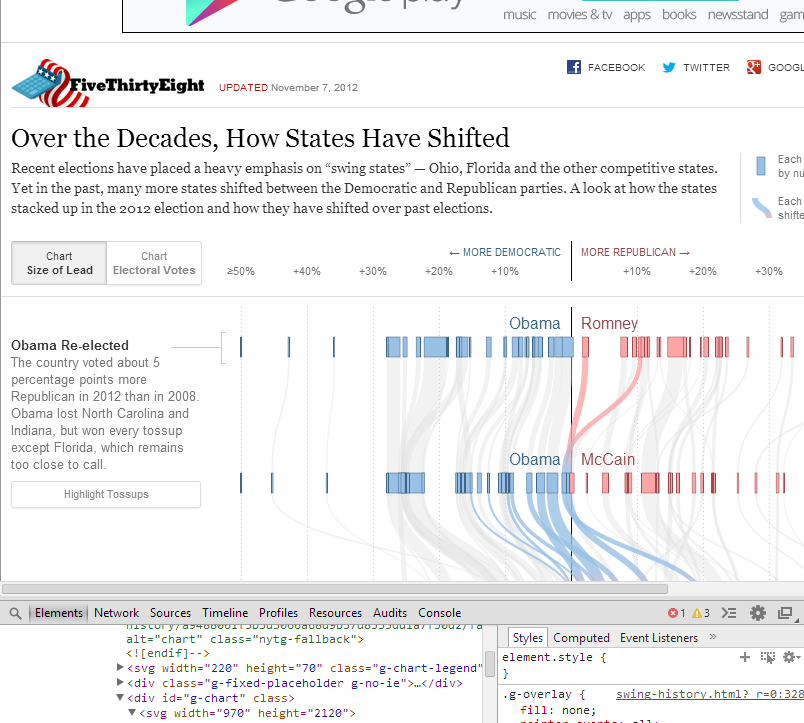 Google play
music movies & tv apps books newsstand gam
FiveThirtyEight UPDATED November 7, 2012
FACEBOOK TWITTER GOOGL
Over the Decades, How States Have Shifted
Recent elections have placed a heavy emphasis on “swing states” — Ohio, Florida and the other competitive states.
Yet in the past, many more states shifted between the Democratic and Republican parties. A look at how the states
stacked up in the 2012 election and how they have shifted over past elections.
Each
by nu
Each
shifte
Chart
Size of Lead
Chart
Electoral Votes
← MORE DEMOCRATIC MORE REPUBLICAN →
≥50% +40% +30% +20% +10% +10% +20% +30%
Obama Romney
Obama Re-elected
The country voted about 5
percentage points more
Republican in 2012 than in 2008.
Obama lost North Carolina and
Indiana, but won every tossup
except Florida, which remains
too close to call.
Highlight Tossups
Obama McCain
Elements Network Sources Timeline Profiles Resources Audits Console 1 3
alt="chart" class="nytg-fallback">
<![endif]-->
<svg width="220" height="70" class="g-chart-legend"
<div class="g-fixed-placeholder g-no-ie">…</div>
<div id="g-chart" class>
<svg width="970" height="2120">
Styles Computed Event Listeners »
element.style {
}
.g-overlay { swing-history.html?_r=0:328
fill: none;